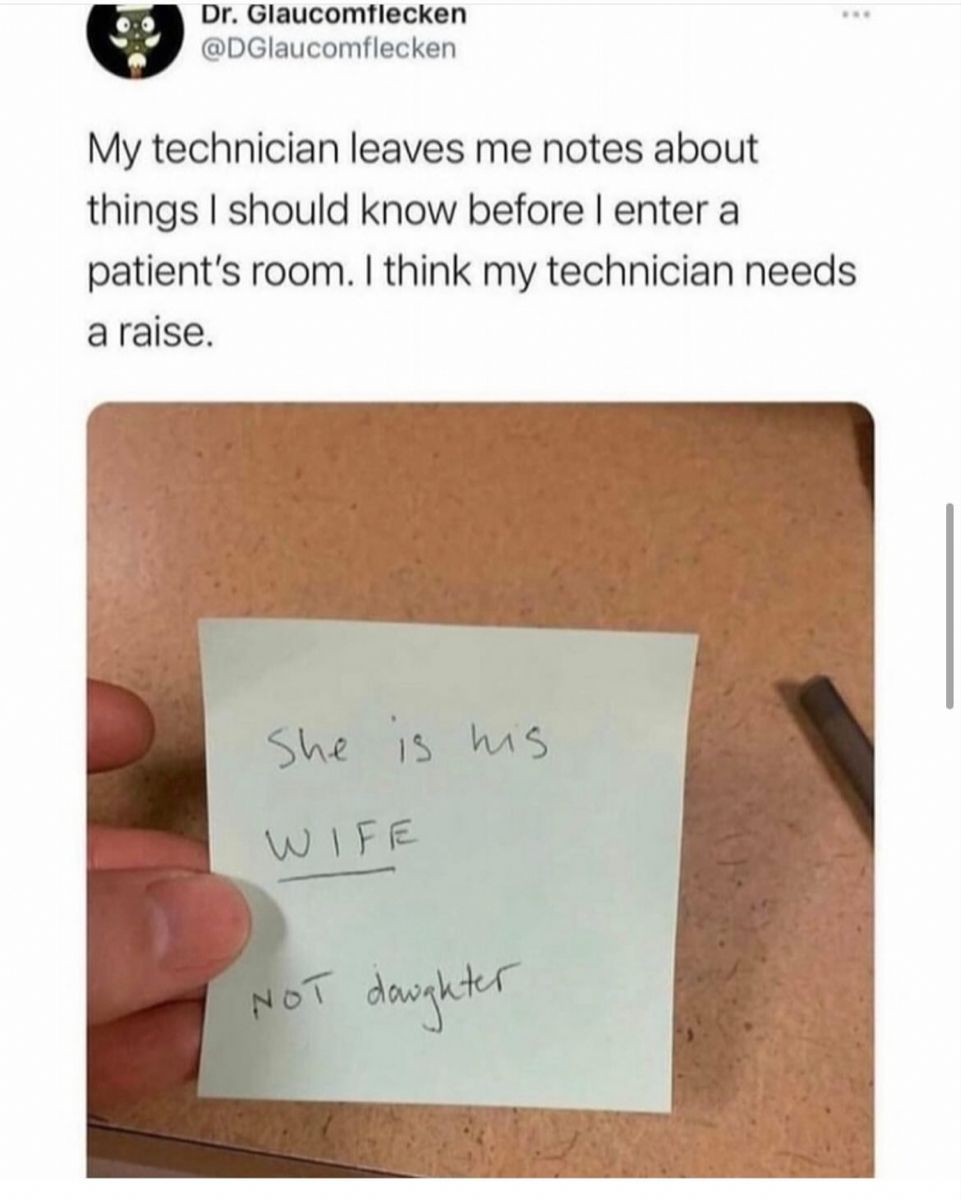 Dr. Glaucomflecken
@DGlaucomflecken
My technician leaves me notes about
things I should know before I enter a
patient's room. I think my technician needs
a raise.
She is his
WIFE
NOT daughter